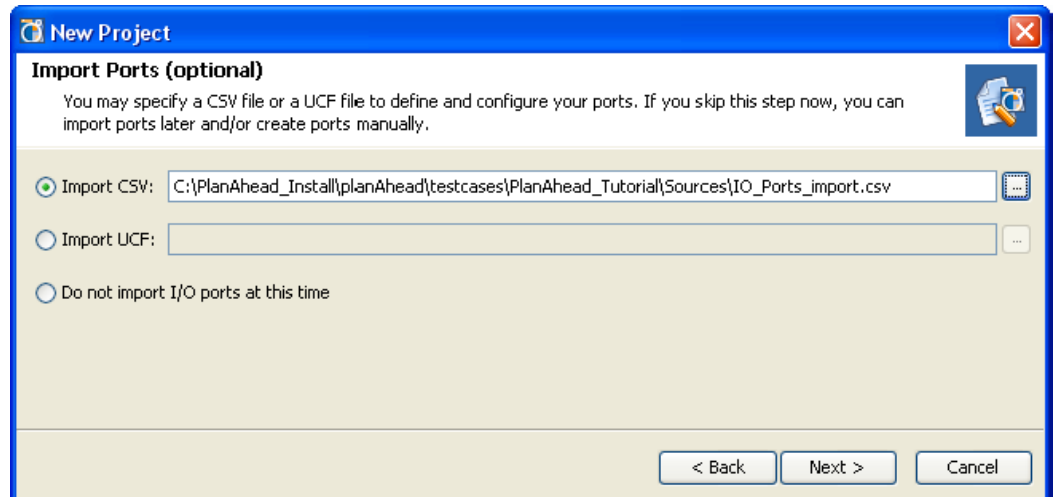 New Project
Import Ports (optional)
You may specify a CSV file or a UCF file to define and configure your ports. If you skip this step now, you can
import ports later and/or create ports manually.
Import CSV: C:\PlanAhead_Install\planAhead\testcases\PlanAhead_Tutorial\Sources\IO_Ports_import.csv ...
Import UCF: ...
Do not import I/O ports at this time
< Back Next > Cancel